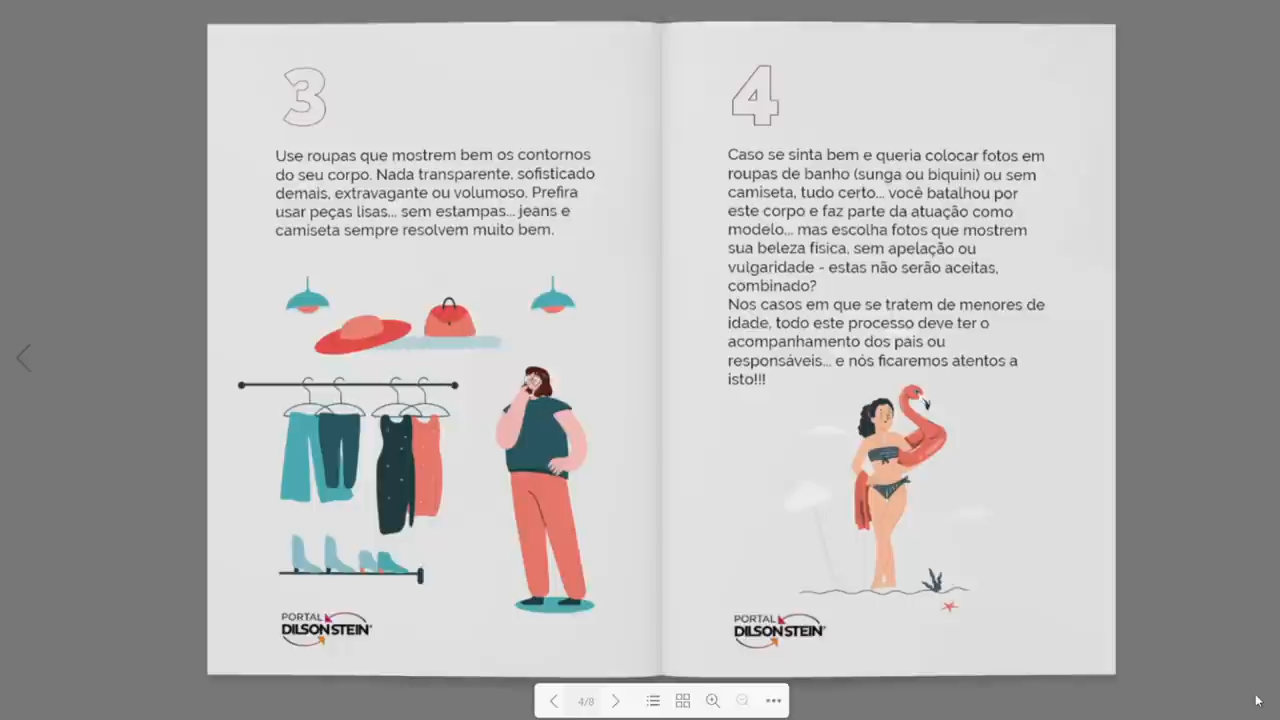 3
Use roupas que mostrem bem os contornos
do seu corpo. Nada transparente, sofisticado
demais, extravagante ou volumoso. Prefira
usar peças lisas... sem estampas... jeans e
camiseta sempre resolvem muito bem.
PORTAL
DILSON STEIN
4
Caso se sinta bem e queria colocar fotos em
roupas de banho (sunga ou biquini) ou sem
camiseta, tudo certo... você batalhou por
este corpo e faz parte da atuação como
modelo... mas escolha fotos que mostrem
sua beleza física, sem apelação ou
vulgaridade - estas não serão aceitas,
combinado?
Nos casos em que se tratem de menores de
idade, todo este processo deve ter o
acompanhamento dos pais ou
responsáveis... e nós ficaremos atentos a
isto!!!
PORTAL
DILSON STEIN
4/8